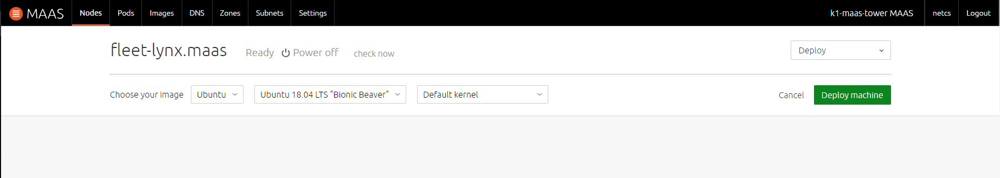 MAAS Nodes Pods Images DNS Zones Subnets Settings k1-maas-tower MAAS netcs Logout
fleet-lynx.maas Ready Power off check now Deploy
Choose your image Ubuntu Ubuntu 18.04 LTS "Bionic Beaver" Default kernel Cancel Deploy machine